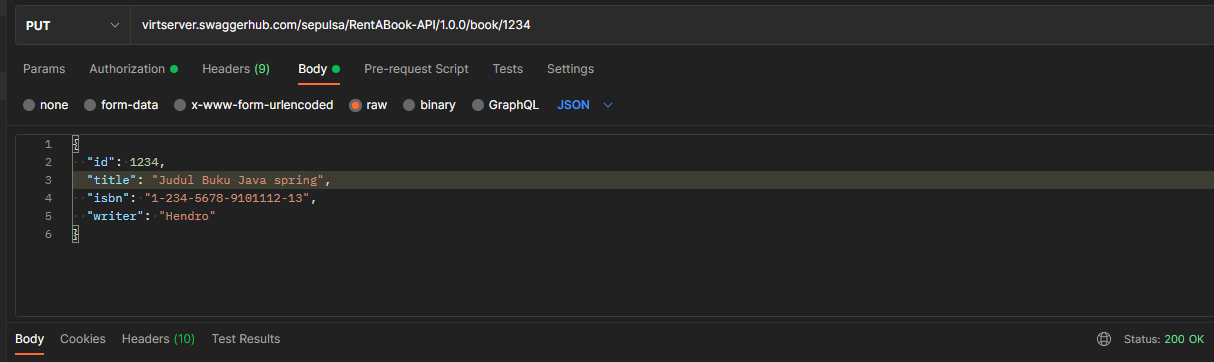 PUT virtserver.swaggerhub.com/sepulsa/RentABook-API/1.0.0/book/1234
Params Authorization Headers (9) Body Pre-request Script Tests Settings
none form-data x-www-form-urlencoded raw binary GraphQL JSON
1 {
2 "id": 1234,
3 "title": "Judul Buku Java spring",
4 "isbn": "1-234-5678-9101112-13",
5 "writer": "Hendro"
6 }
Body Cookies Headers (10) Test Results Status: 200 OK